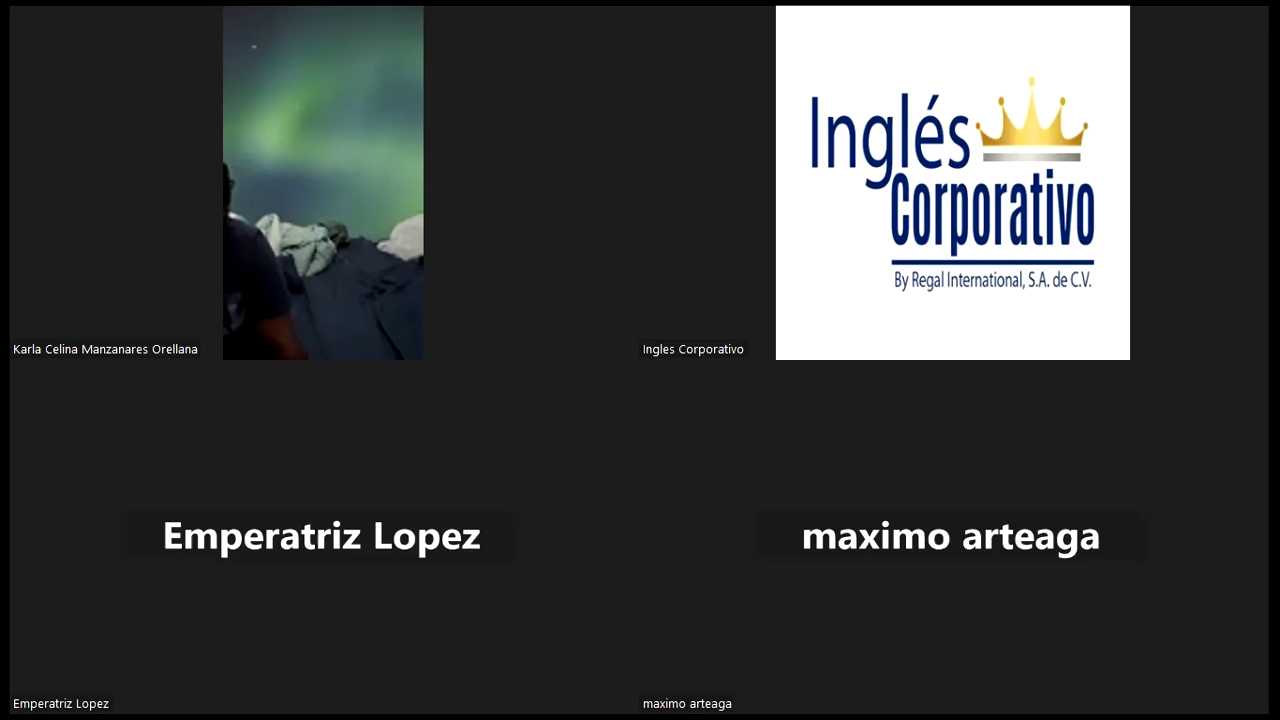 Inglés
Corporativo
By Regal International, S.A. de C.V.
Karla Celina Manzanares Orellana
Ingles Corporativo
Emperatriz Lopez
maximo arteaga
Emperatriz Lopez
maximo arteaga